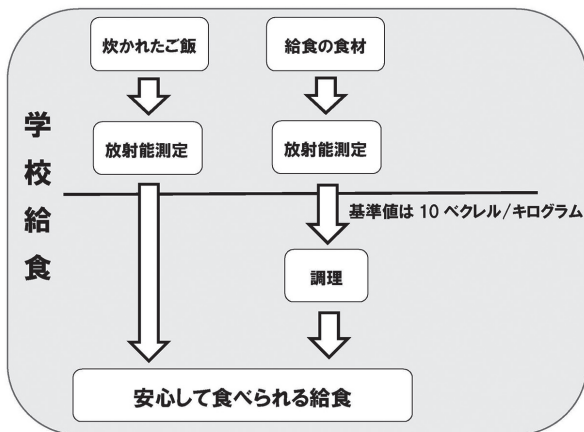 学校給食
炊かれたご飯
給食の食材
放射能測定
放射能測定
基準値は 10 ベクレル/キログラム
調理
安心して食べられる給食